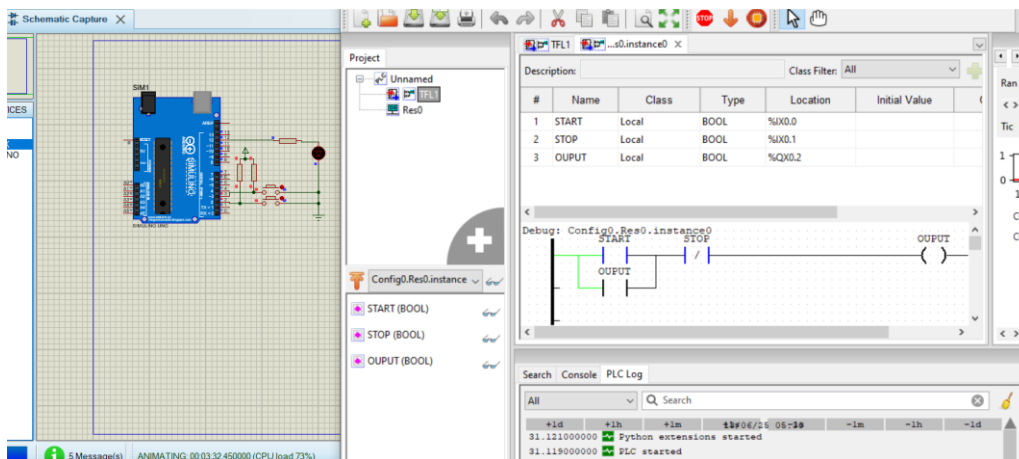 Schematic Capture X
ICES
NO
SIM1
SIMULINO
SIMULINO UNO
5 Message(s) ANIMATING: 00:03:32.450000 (CPU load 73%)
Project
Unnamed
TFL1
Res0
Config0.Res0.instance
START (BOOL)
STOP (BOOL)
OUPUT (BOOL)
STOP
TFL1 ...s0.instance0 X
Description: Class Filter: All
# Name Class Type Location Initial Value
1 START Local BOOL %IX0.0
2 STOP Local BOOL %IX0.1
3 OUPUT Local BOOL %QX0.2
Debug: Config0.Res0.instance0
START STOP OUPUT
/
OUPUT
Search Console PLC Log
All Search
+1d +1h +1m -1m -1h -1d
31.121000000 Python extensions started
31.119000000 PLC started
Ran
Tic
1
0